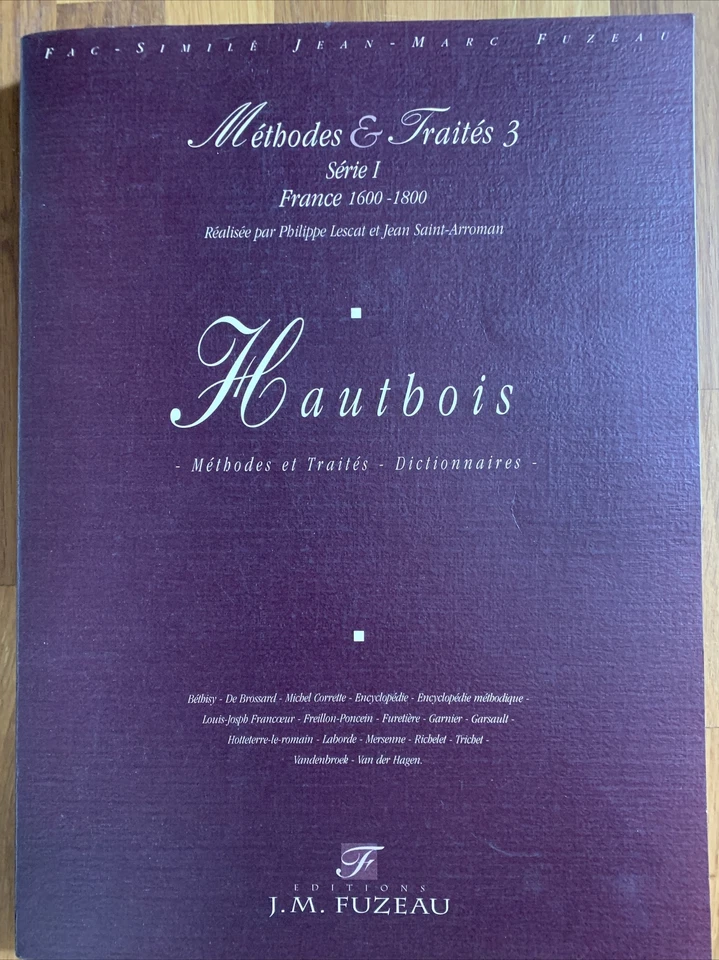 Fac-Similé Jean-Marc Fuzeau
Méthodes & Traités 3
Série I
France 1600-1800
Réalisée par Philippe Lescat et Jean Saint-Arroman
Hautbois
- Méthodes et Traités - Dictionnaires -
Béthisy - De Brossard - Michel Corrette - Encyclopédie - Encyclopédie méthodique -
Louis-Josph Francœur - Freillon-Poncein - Furetière - Garnier - Garsault -
Hotteterre-le-romain - Laborde - Mersenne - Richelet - Trichet -
Vandenbroek - Van der Hagen.
F
EDITIONS
J.M. FUZEAU